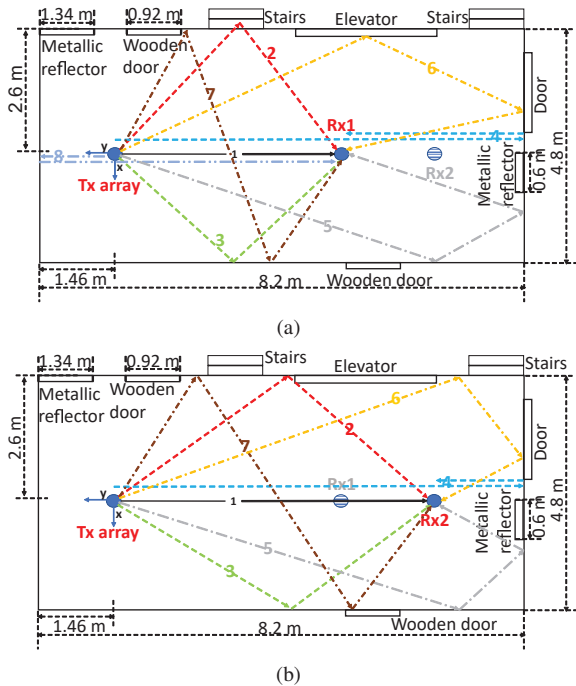 1.34 m 0.92 m Stairs Elevator Stairs
Metallic reflector
Wooden door
2.6 m
2
7
6
Door
Rx1
4
y
8
1
x
Tx array
Rx2
Metallic reflector
0.6 m
4.8 m
3
5
1.46 m
8.2 m
Wooden door
(a)
1.34 m 0.92 m Stairs Elevator Stairs
Metallic reflector
Wooden door
2.6 m
6
2
7
Door
4
y
1
Rx1
x
Tx array
Rx2
Metallic reflector
0.6 m
4.8 m
5
3
1.46 m
8.2 m
Wooden door
(b)